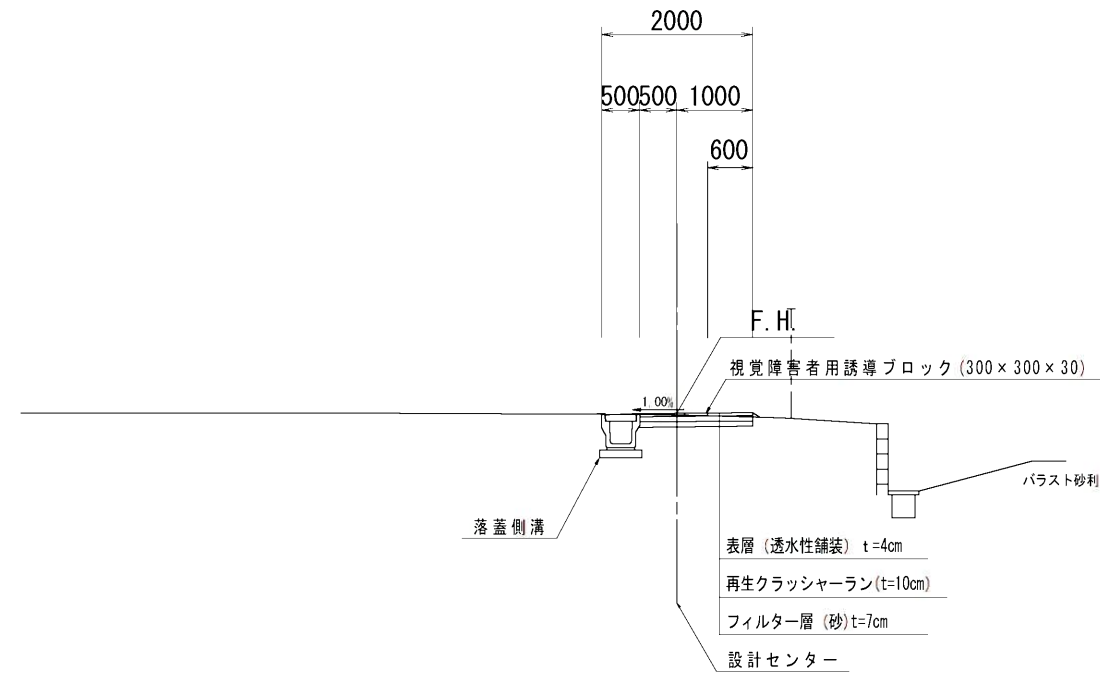 2000
500 500 1000
600
F.H.
視覚障害者用誘導ブロック(300×300×30)
1.00%
バラスト砂利
落蓋側溝
表層(透水性舗装) t=4cm
再生クラッシャーラン(t=10cm)
フィルター層(砂)t=7cm
設計センター